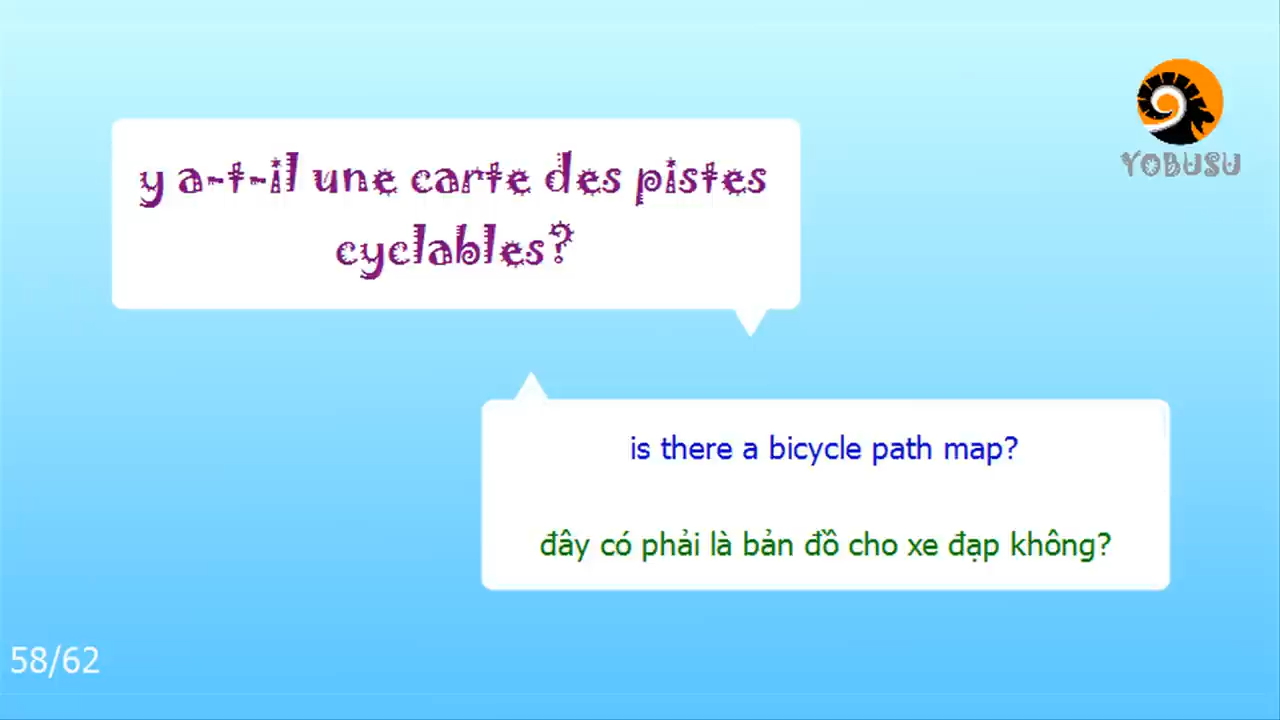 YOBUSU
y a-t-il une carte des pistes
cyclables?
is there a bicycle path map?
đây có phải là bản đồ cho xe đạp không?
58/62